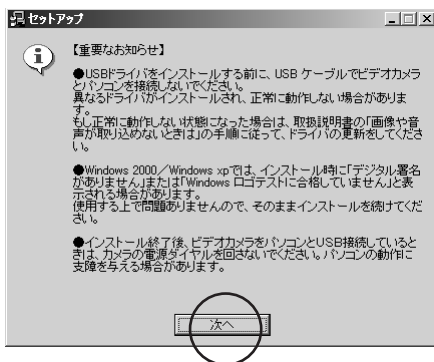 セットアップ
【重要なお知らせ】
●USBドライバをインストールする前に、USB ケーブルでビデオカメラ
とパソコンを接続しないでください。
異なるドライバがインストールされ、正常に動作しない場合がありま
す。
もし正常に動作しない状態になった場合は、取扱説明書の「画像や音
声が取り込めないときは」の手順に従って、ドライバの更新をしてくださ
い。
●Windows 2000／Windows xpでは、インストール時に「デジタル署名
がありません」または「Windows ロゴテストに合格していません」と表
示される場合があります。
使用する上で問題ありませんので、そのままインストールを続けてくだ
さい。
●インストール終了後、ビデオカメラをパソコンとUSB接続していると
きは、カメラの電源ダイヤルを回さないでください。パソコンの動作に
支障を与える場合があります。
次へ